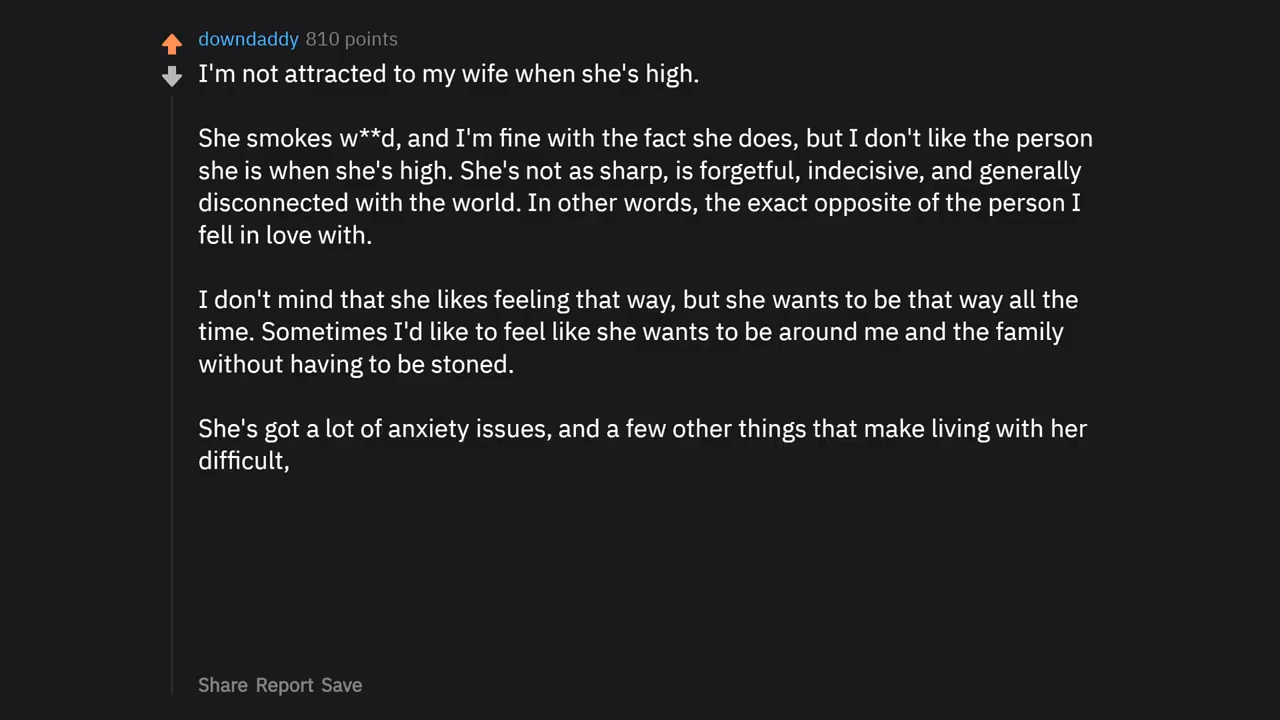 downdaddy 810 points
I'm not attracted to my wife when she's high.
She smokes w**d, and I'm fine with the fact she does, but I don't like the person
she is when she's high. She's not as sharp, is forgetful, indecisive, and generally
disconnected with the world. In other words, the exact opposite of the person I
fell in love with.
I don't mind that she likes feeling that way, but she wants to be that way all the
time. Sometimes I'd like to feel like she wants to be around me and the family
without having to be stoned.
She's got a lot of anxiety issues, and a few other things that make living with her
difficult,
Share Report Save